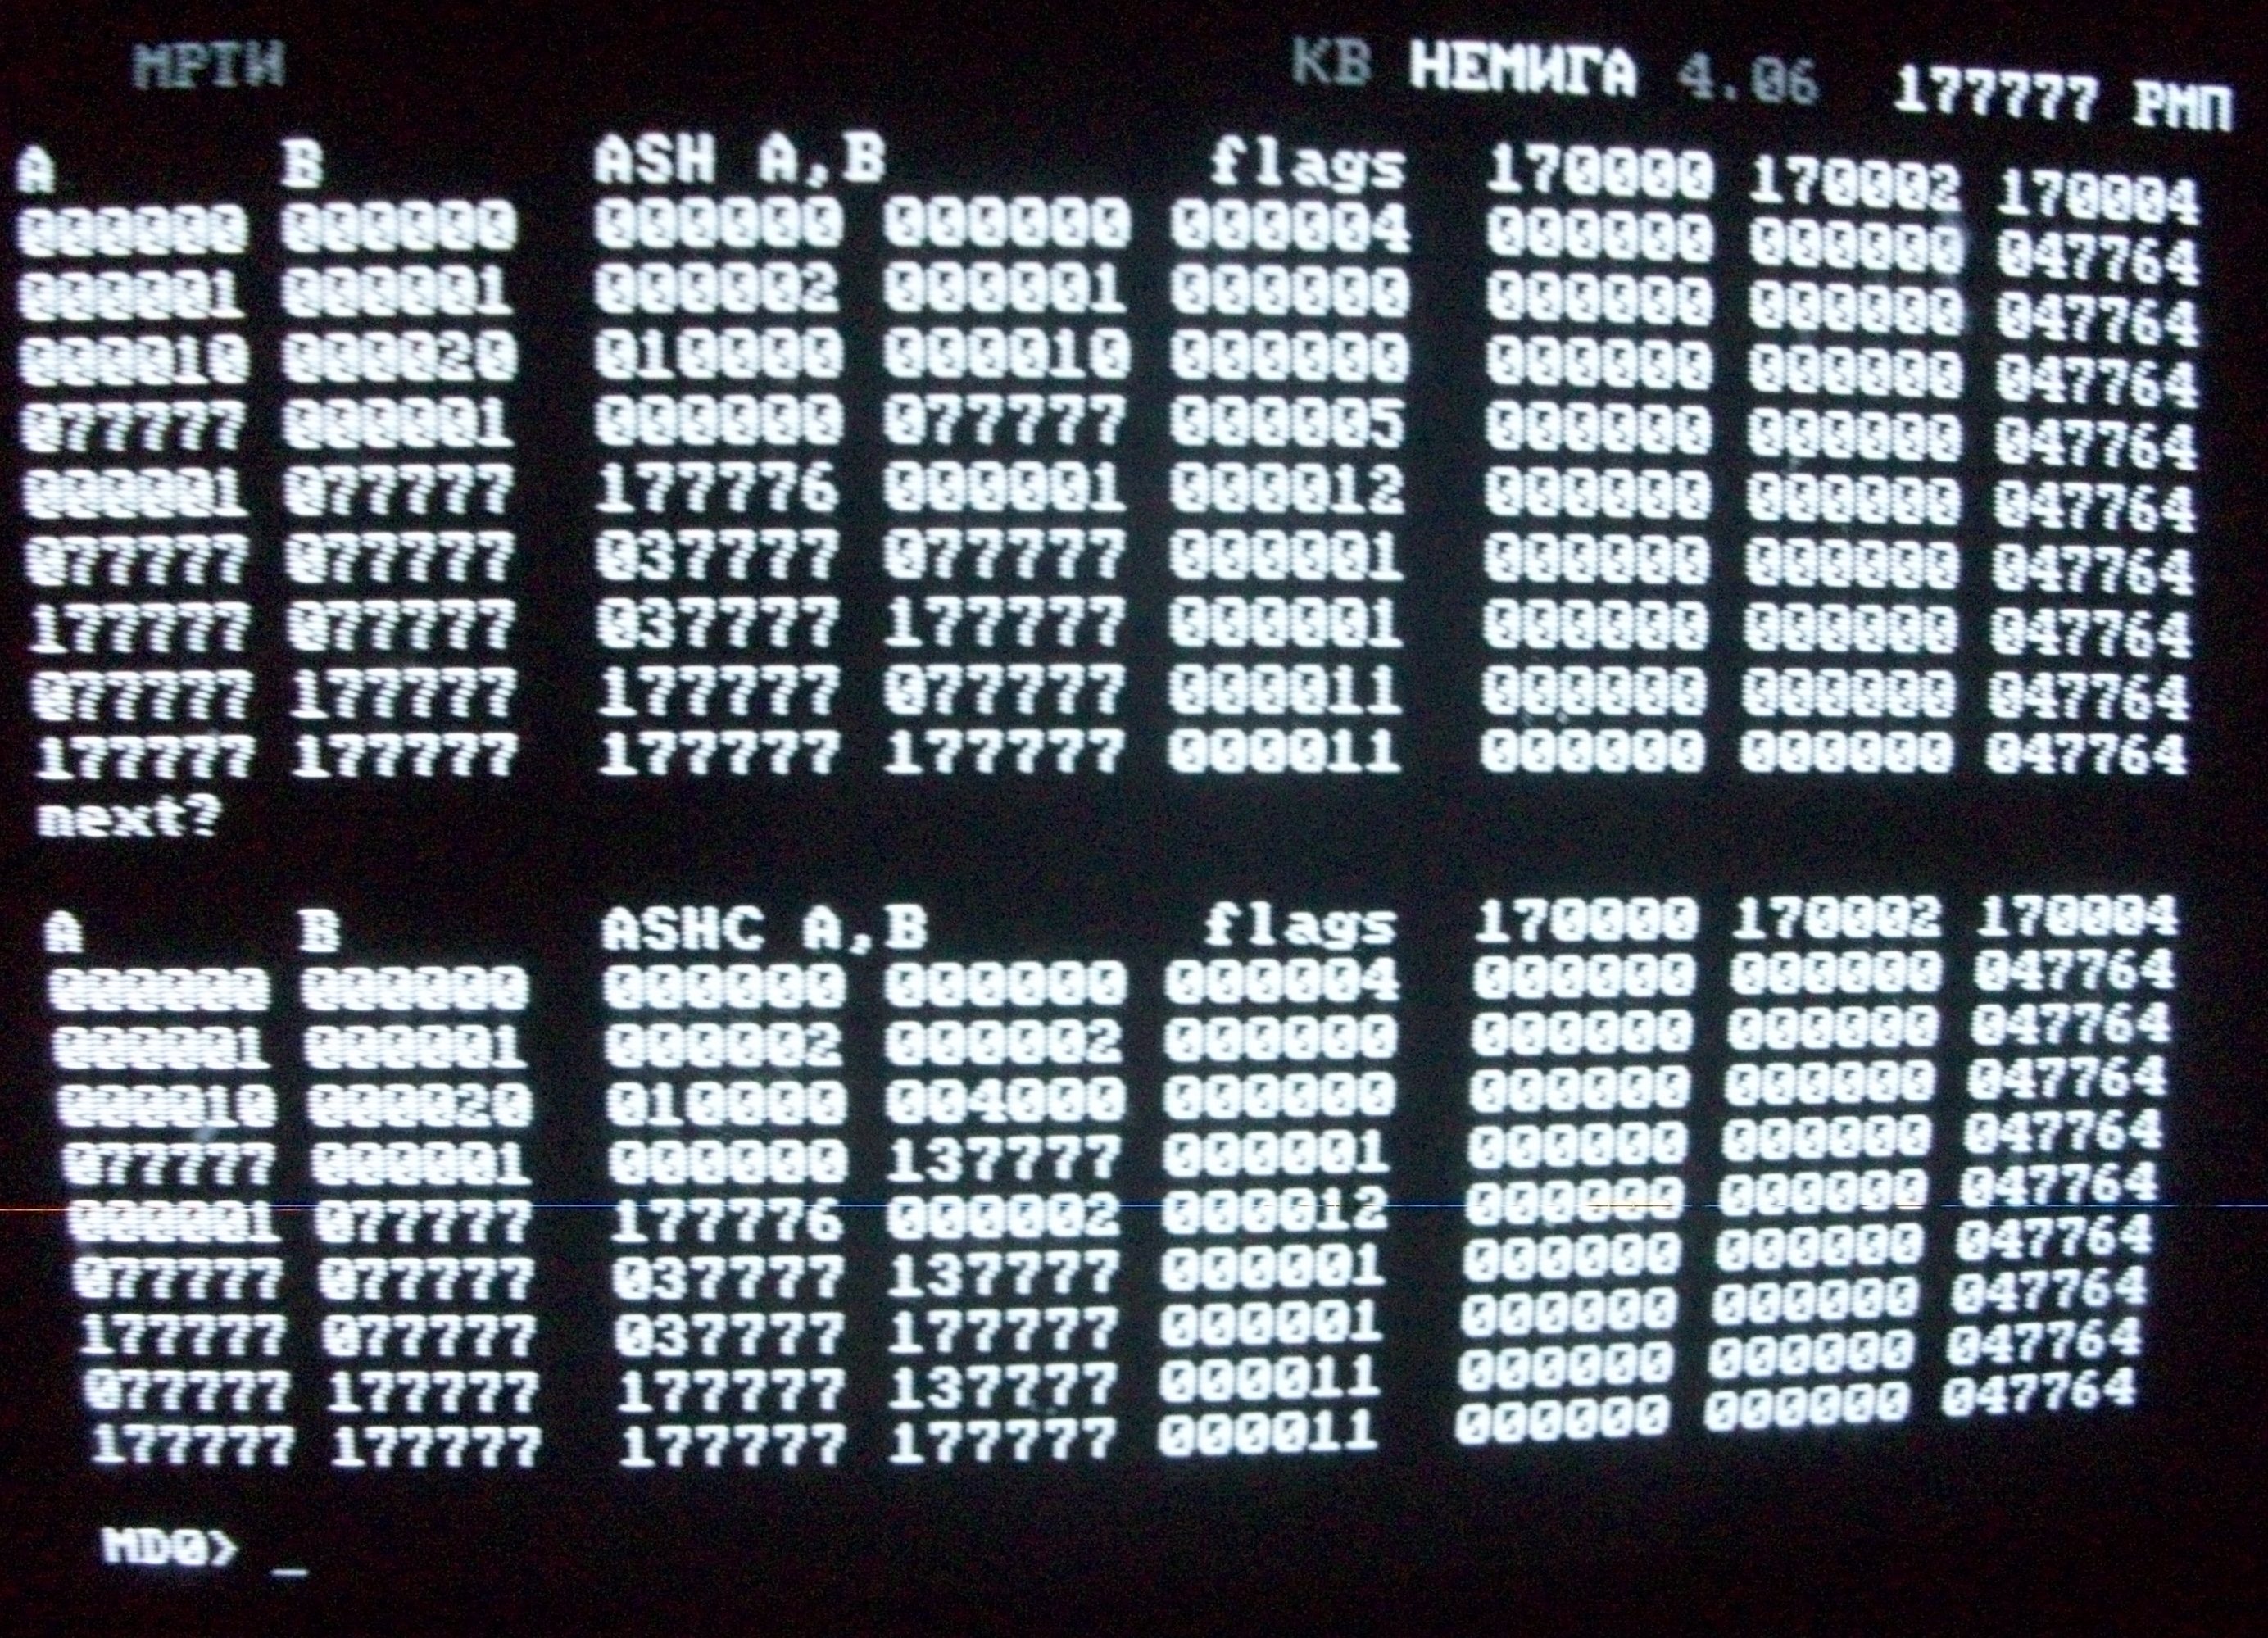 МРТИ КВ НЕМИГА 4.06 177777 РМП
A B ASH A,B flags 170000 170002 170004
000000 000000 000000 000000 000004 000000 000000 047764
000001 000001 000002 000001 000000 000000 000000 047764
000010 000020 010000 000010 000000 000000 000000 047764
077777 000001 000000 077777 000005 000000 000000 047764
000001 077777 177776 000001 000012 000000 000000 047764
077777 077777 037777 077777 000001 000000 000000 047764
177777 077777 037777 177777 000001 000000 000000 047764
077777 177777 177777 077777 000011 000000 000000 047764
177777 177777 177777 177777 000011 000000 000000 047764
next?
A B ASHC A,B flags 170000 170002 170004
000000 000000 000000 000000 000004 000000 000000 047764
000001 000001 000002 000002 000000 000000 000000 047764
000010 000020 010000 004000 000000 000000 000000 047764
077777 000001 000000 137777 000001 000000 000000 047764
000001 077777 177776 000002 000012 000000 000000 047764
077777 077777 037777 137777 000001 000000 000000 047764
177777 077777 037777 177777 000001 000000 000000 047764
077777 177777 177777 137777 000011 000000 000000 047764
177777 177777 177777 177777 000011 000000 000000 047764
MD0> _